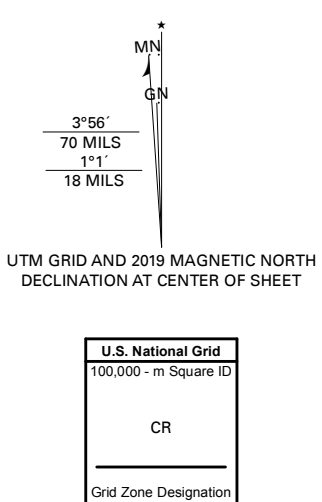 ★
MN
GN
3°56´
70 MILS
1°1´
18 MILS
UTM GRID AND 2019 MAGNETIC NORTH
DECLINATION AT CENTER OF SHEET
U.S. National Grid
100,000 - m Square ID
CR
Grid Zone Designation